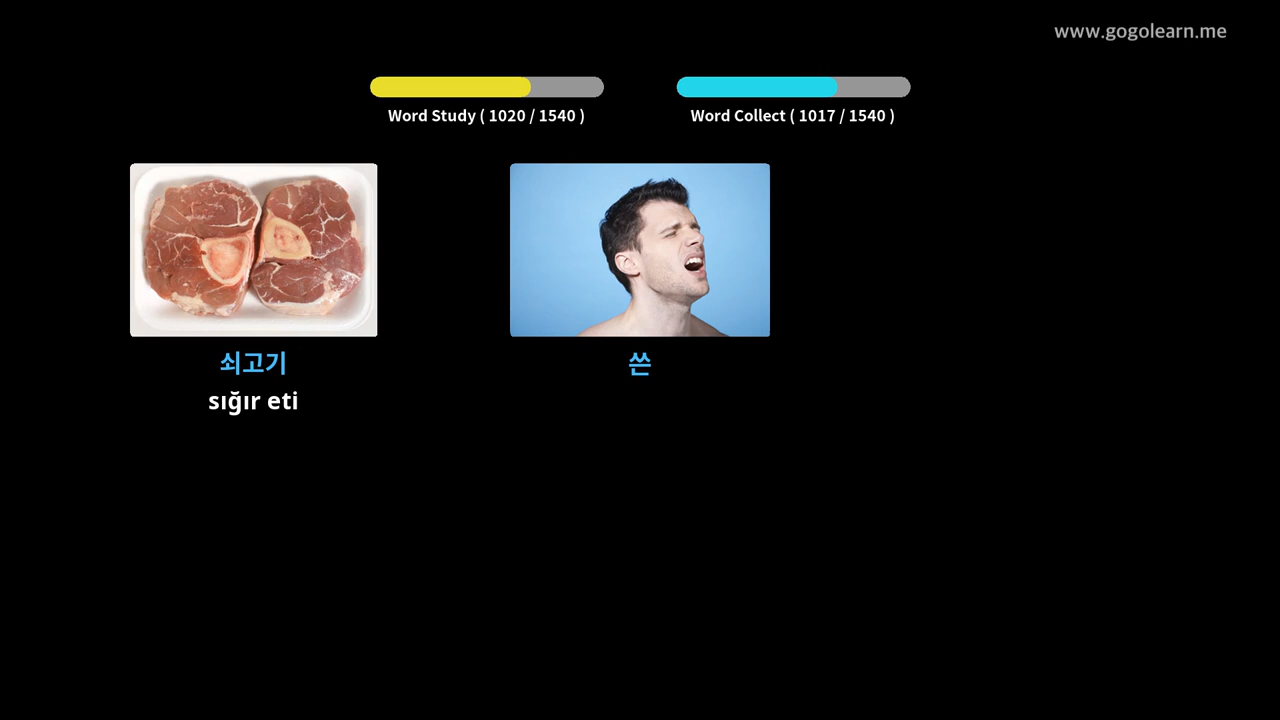 www.gogolearn.me
Word Study ( 1020 / 1540 )
Word Collect ( 1017 / 1540 )
쇠고기
sığır eti
쓴